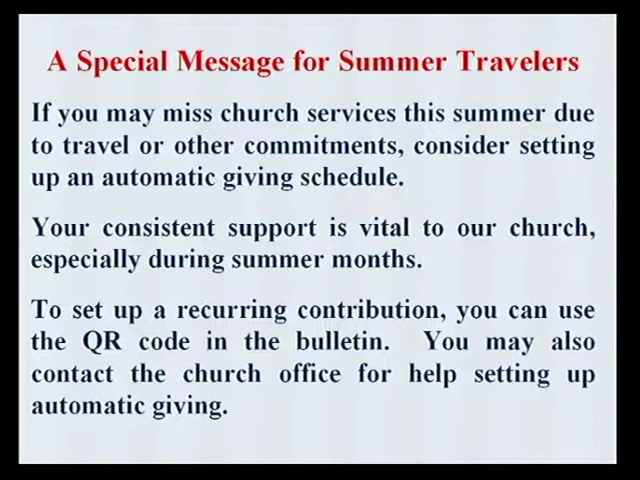 A Special Message for Summer Travelers
If you may miss church services this summer due
to travel or other commitments, consider setting
up an automatic giving schedule.
Your consistent support is vital to our church,
especially during summer months.
To set up a recurring contribution, you can use
the QR code in the bulletin. You may also
contact the church office for help setting up
automatic giving.